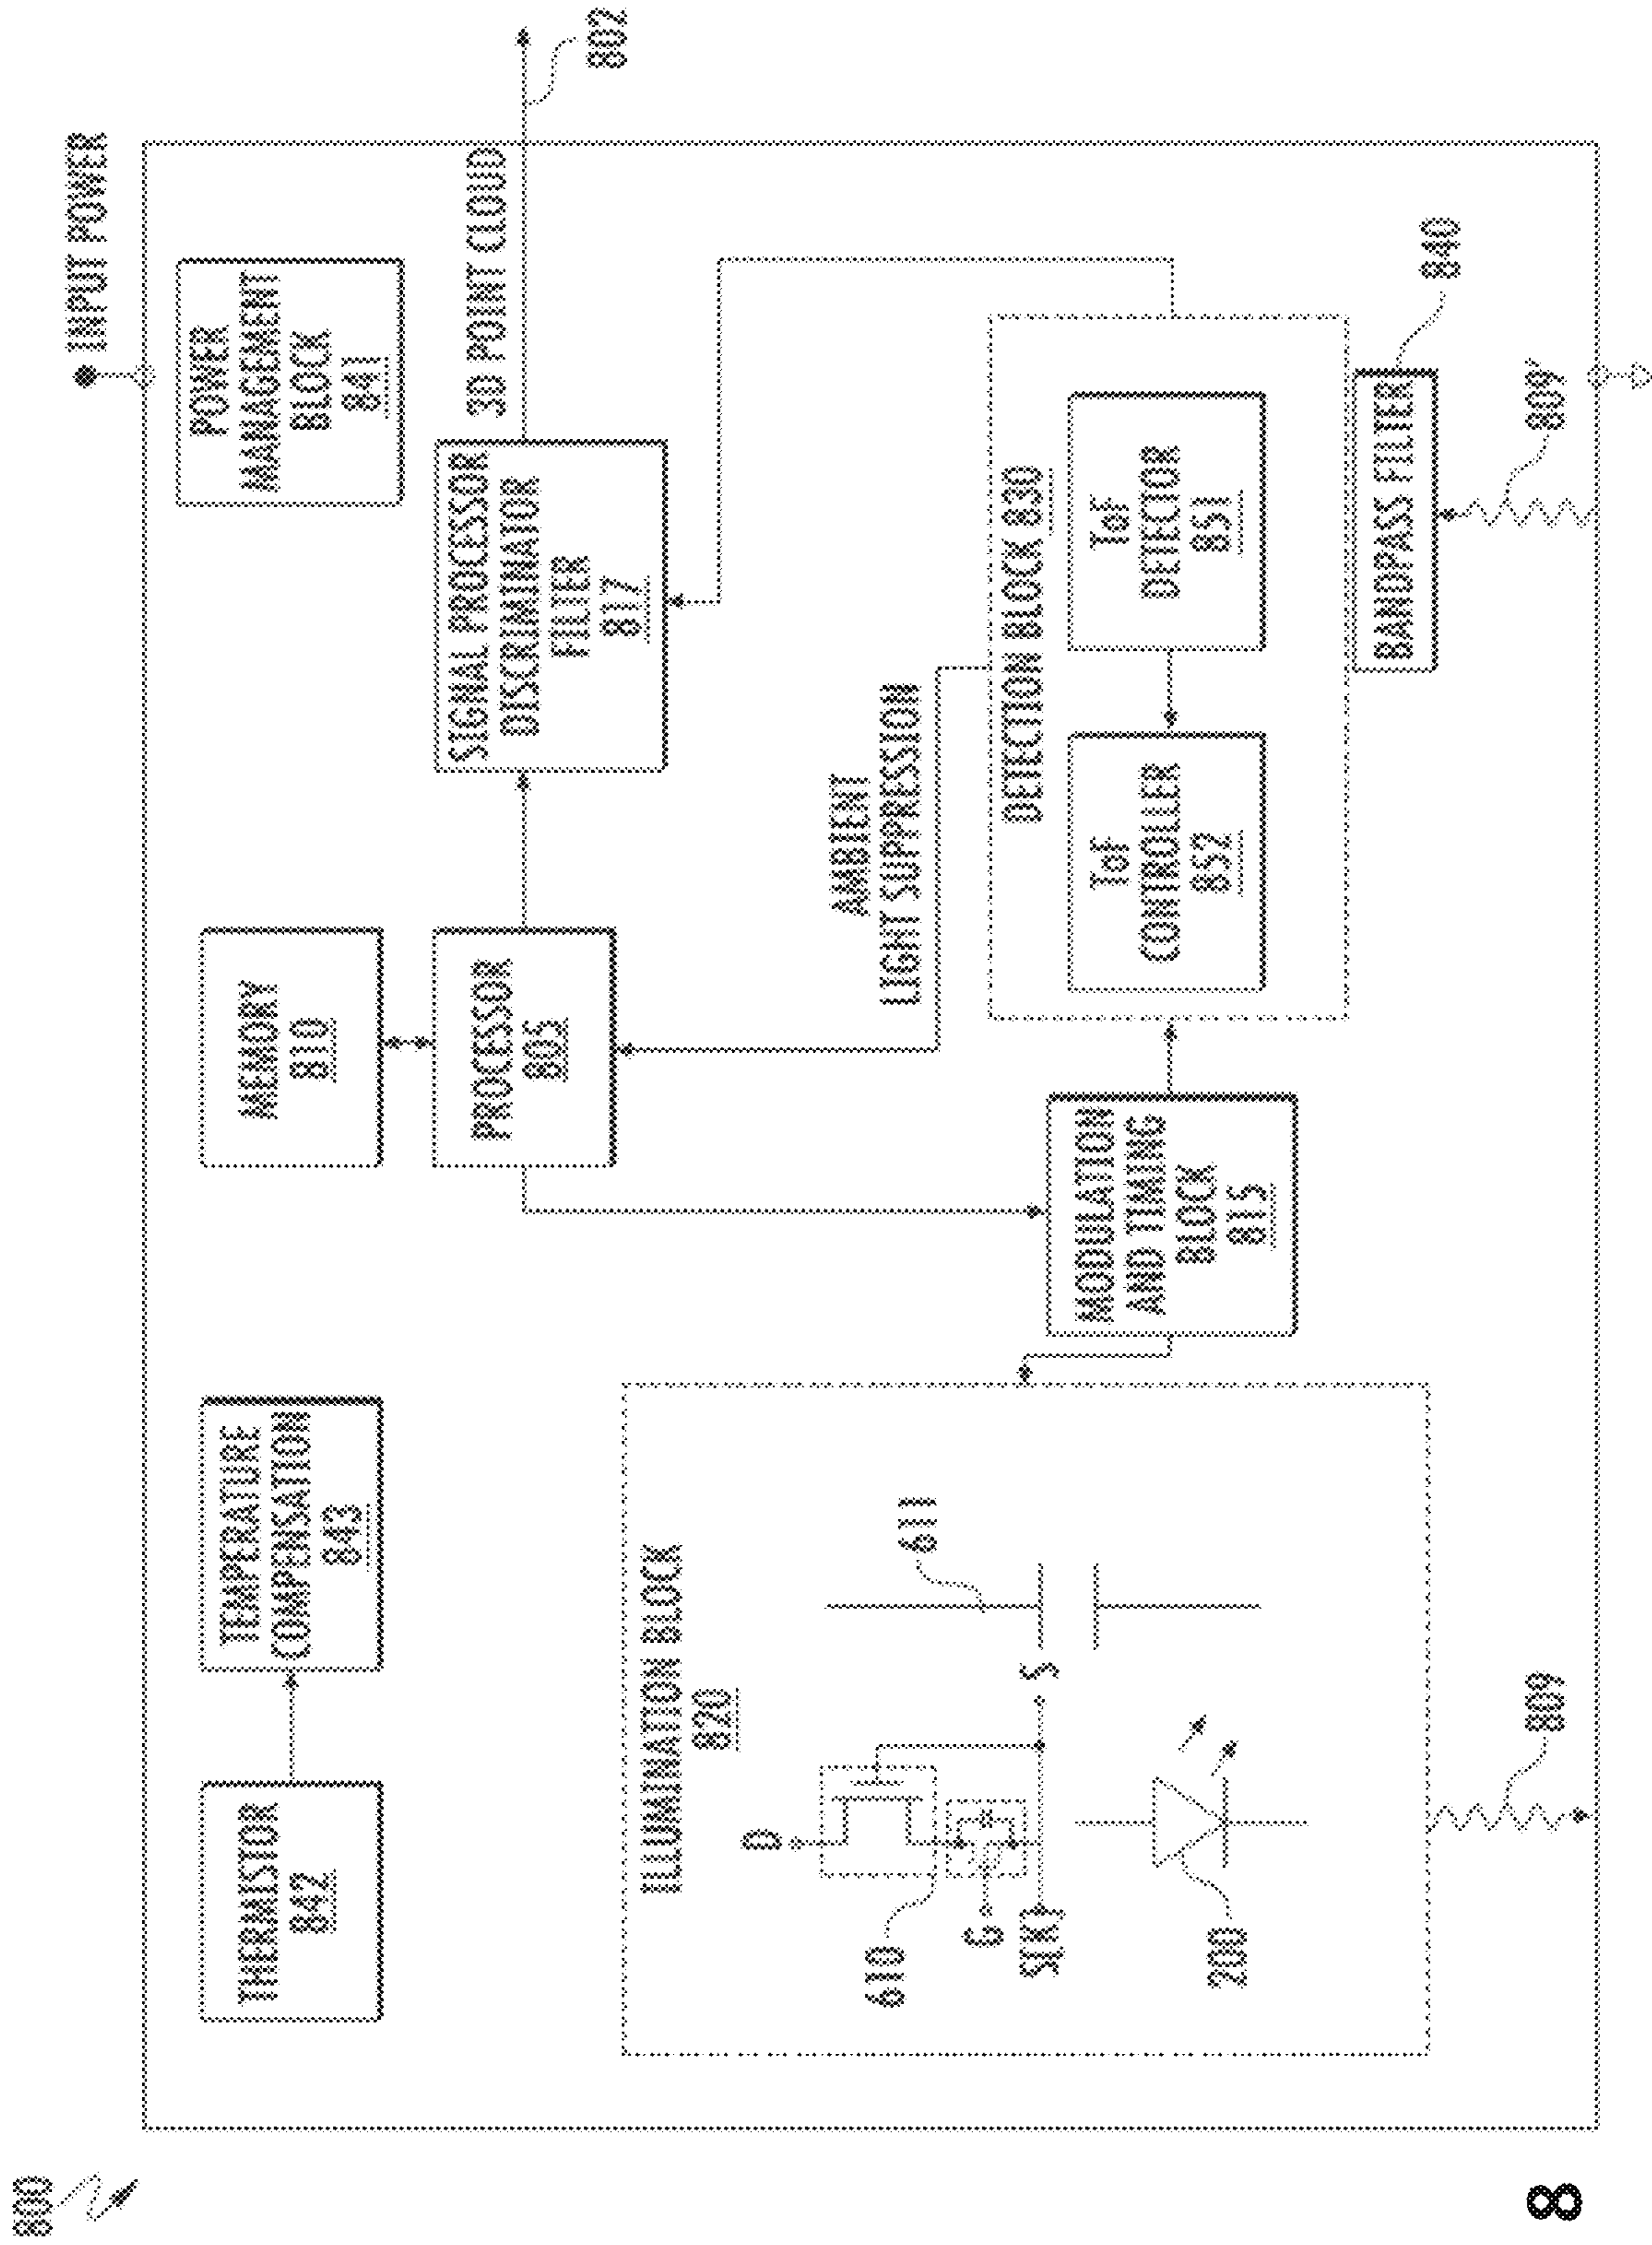 800
INPUT POWER
THERMISTOR
842
TEMPERATURE
COMPENSATION
843
MEMORY
810
POWER
MANAGEMENT
BLOCK
841
PROCESSOR
805
SIGNAL PROCESSOR
DISCRIMINATOR
FILTER
817
3D POINT CLOUD
802
ILLUMINATION BLOCK
820
D
610
G
S(K)
S
611
200
809
AMBIENT
LIGHT SUPPRESSION
MODULATION
AND TIMING
BLOCK
815
DETECTION BLOCK 830
ToF
CONTROLLER
852
ToF
DETECTOR
851
BANDPASS FILTER
840
809'
8